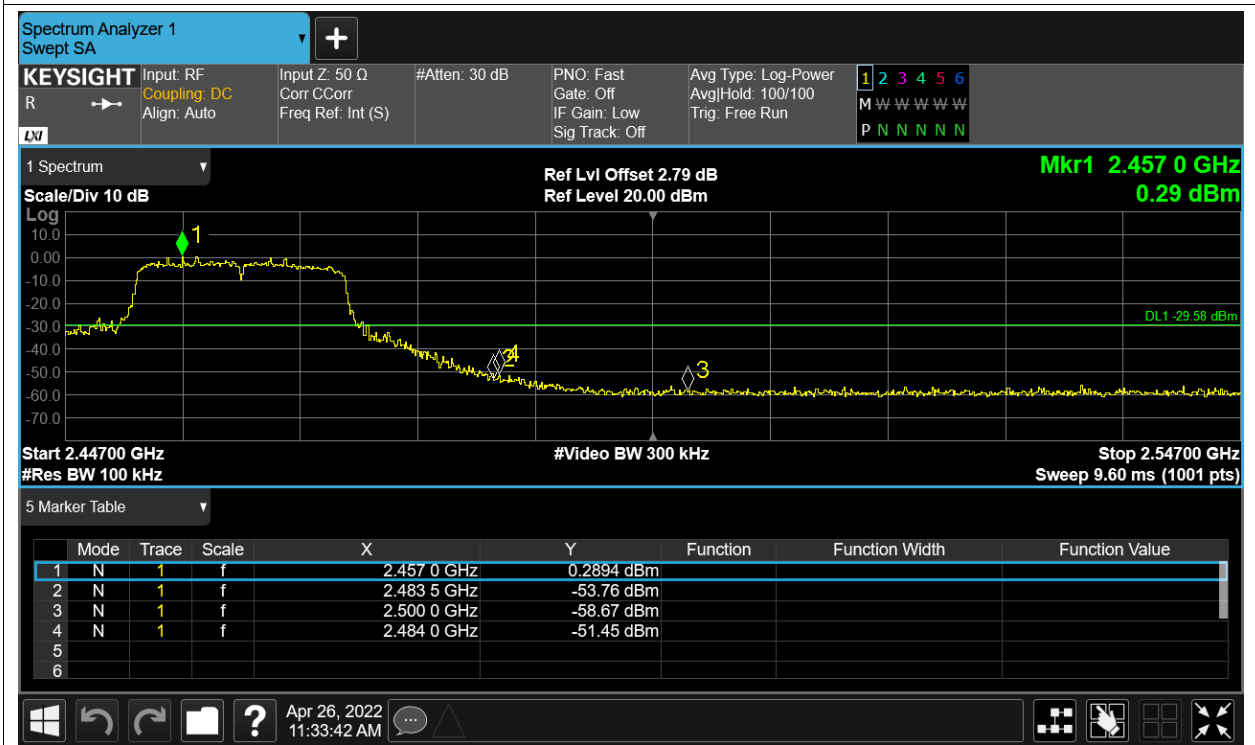 Spectrum Analyzer 1
Swept SA
KEYSIGHT
R
LXI
Input: RF
Coupling: DC
Align: Auto
Input Z: 50 Ω
Corr CCorr
Freq Ref: Int (S)
#Atten: 30 dB
PNO: Fast
Gate: Off
IF Gain: Low
Sig Track: Off
Avg Type: Log-Power
Avg|Hold: 100/100
Trig: Free Run
1 2 3 4 5 6
M W W W W W
P N N N N N
1 Spectrum
Scale/Div 10 dB
Ref Lvl Offset 2.79 dB
Ref Level 20.00 dBm
Mkr1 2.457 0 GHz
0.29 dBm
Log
10.0
0.00
-10.0
-20.0
-30.0
-40.0
-50.0
-60.0
-70.0
1
2
4
3
DL1 -29.58 dBm
Start 2.44700 GHz
#Res BW 100 kHz
#Video BW 300 kHz
Stop 2.54700 GHz
Sweep 9.60 ms (1001 pts)
5 Marker Table
Mode Trace Scale X Y Function Function Width Function Value
1 N 1 f 2.457 0 GHz 0.2894 dBm
2 N 1 f 2.483 5 GHz -53.76 dBm
3 N 1 f 2.500 0 GHz -58.67 dBm
4 N 1 f 2.484 0 GHz -51.45 dBm
5
6
?
Apr 26, 2022
11:33:42 AM